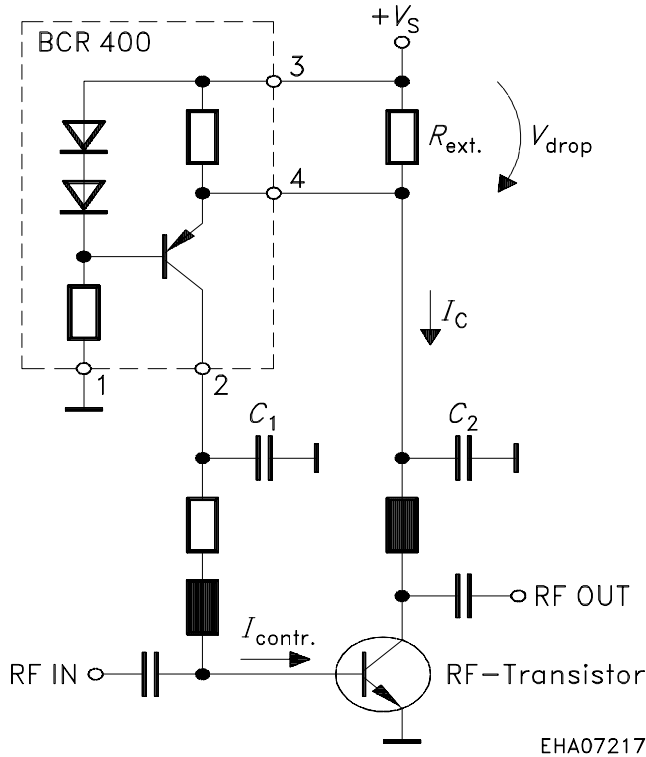 +VS
BCR 400
3
Rext.
Vdrop
4
IC
1
2
C1
C2
RF OUT
Icontr.
RF IN
RF-Transistor
EHA07217